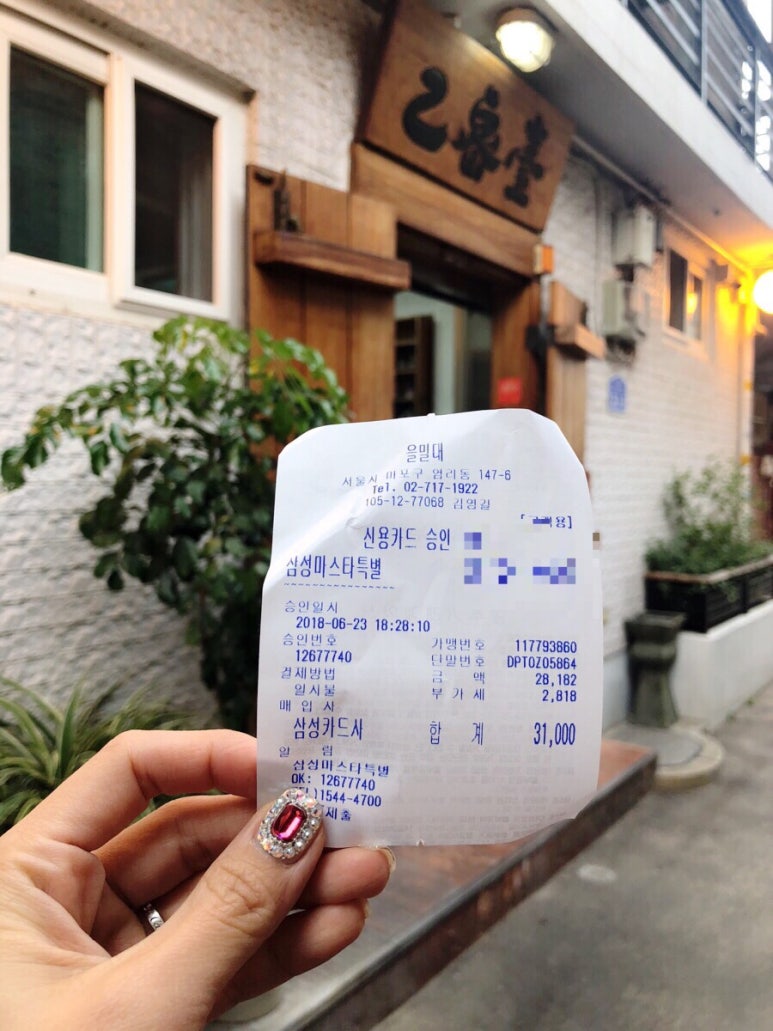 乙密臺
을밀대
서울시 마포구 염리동 147-6
Tel. 02-717-1922
105-12-77068 김영길
신용카드 승인
삼성마스타특별
~~~~~~~~~~~~~~~
승인일시
2018-06-23 18:28:10
승인번호 가맹번호 117793860
12677740 단말번호 DPT0Z05864
결제방법 금 액 28,182
일시불 부 가 세 2,818
매 입 사
삼성카드사 합 계 31,000
알 림
삼성마스타특별
OK: 12677740
1544-4700